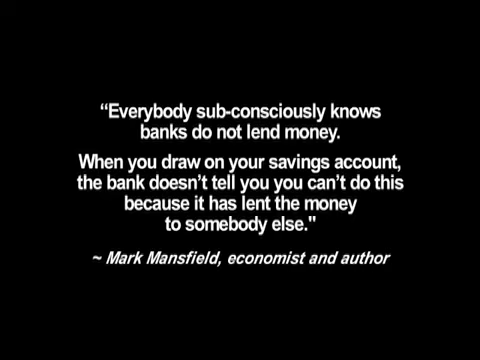 “Everybody sub-consciously knows
banks do not lend money.
When you draw on your savings account,
the bank doesn’t tell you you can’t do this
because it has lent the money
to somebody else."
~ Mark Mansfield, economist and author